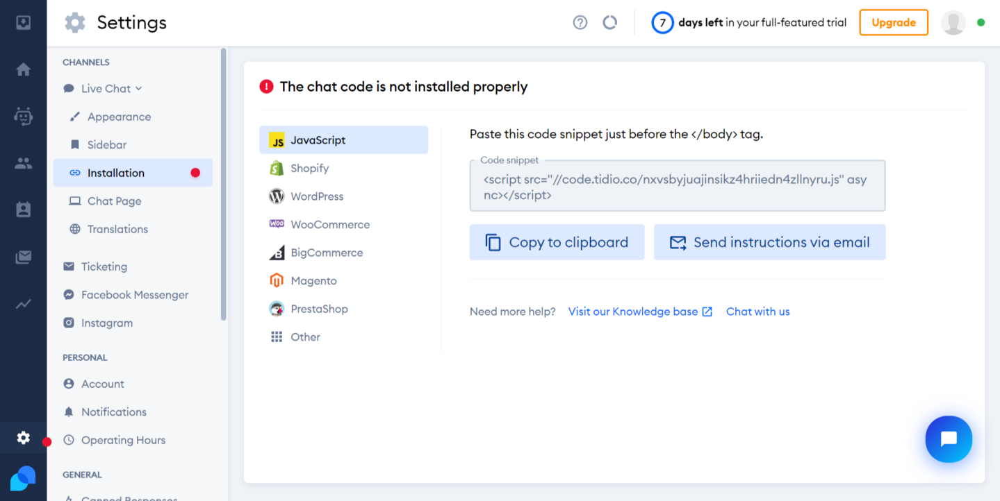 Settings
7 days left in your full-featured trial
Upgrade
CHANNELS
Live Chat
Appearance
Sidebar
Installation
Chat Page
Translations
Ticketing
Facebook Messenger
Instagram
PERSONAL
Account
Notifications
Operating Hours
GENERAL
Canned Responses
The chat code is not installed properly
JS JavaScript
Shopify
WordPress
Woo WooCommerce
BigCommerce
Magento
PrestaShop
Other
Paste this code snippet just before the </body> tag.
Code snippet
<script src="//code.tidio.co/nxvsbyjuajinsikz4hriiedn4zllnyru.js" asy
nc></script>
Copy to clipboard
Send instructions via email
Need more help? Visit our Knowledge base Chat with us